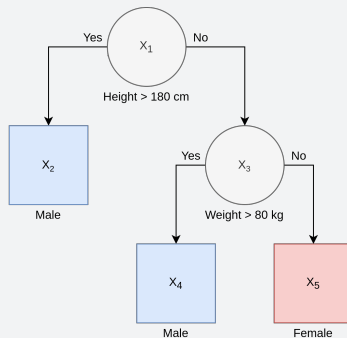 X1
Yes
No
Height > 180 cm
X2
Male
X3
Yes
No
Weight > 80 kg
X4
Male
X5
Female